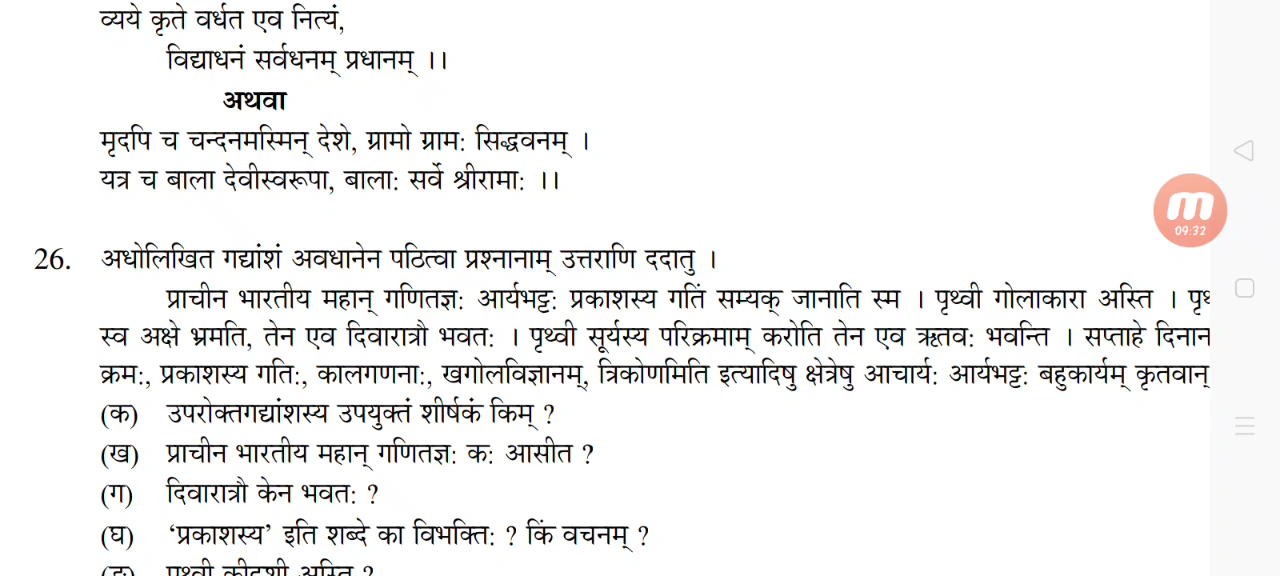 व्यये कृते वर्धत एव नित्यं,
विद्याधनं सर्वधनम् प्रधानम् ।।
अथवा
मृदपि च चन्दनमस्मिन् देशे, ग्रामो ग्राम: सिद्धवनम् ।
यत्र च बाला देवीस्वरूपा, बाला: सर्वे श्रीरामा: ।।
09:32
26. अधोलिखित गद्यांशं अवधानेन पठित्वा प्रश्नानाम् उत्तराणि ददातु ।
प्राचीन भारतीय महान् गणितज्ञ: आर्यभट्ट: प्रकाशस्य गतिं सम्यक् जानाति स्म । पृथ्वी गोलाकारा अस्ति ।
स्व अक्षे भ्रमति, तेन एव दिवारात्रौ भवत: । पृथ्वी सूर्यस्य परिक्रमाम् करोति तेन एव ऋतव: भवन्ति । सप्ताहे दिनान
क्रम:, प्रकाशस्य गति:, कालगणना:, खगोलविज्ञानम्, त्रिकोणमिति इत्यादिषु क्षेत्रेषु आचार्य: आर्यभट्ट: बहुकार्यम् कृतवान्
(क) उपरोक्तगद्यांशस्य उपयुक्तं शीर्षकं किम् ?
(ख) प्राचीन भारतीय महान् गणितज्ञ: क: आसीत ?
(ग) दिवारात्रौ केन भवत: ?
(घ) ‘प्रकाशस्य’ इति शब्दे का विभक्ति: ? किं वचनम् ?
(ङ) पृथ्वी कीदृशी अस्ति ?